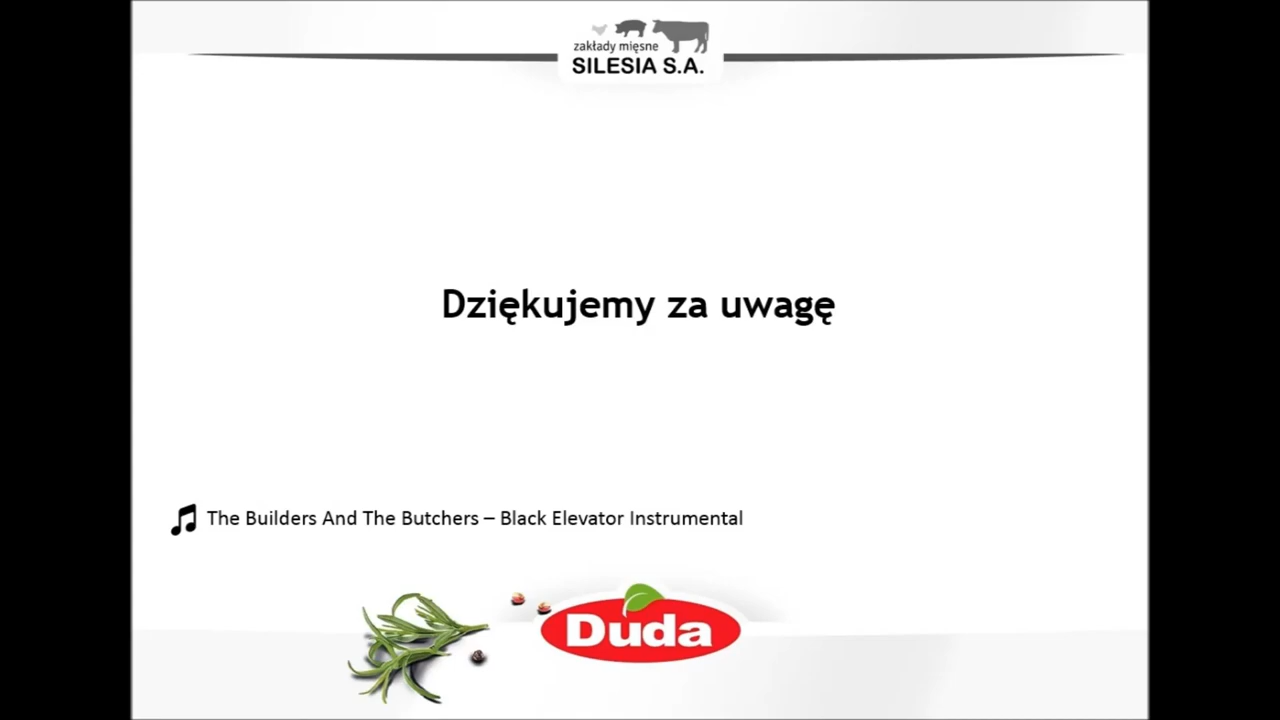 zakłady mięsne
SILESIA S.A.
Dziękujemy za uwagę
The Builders And The Butchers – Black Elevator Instrumental
Duda